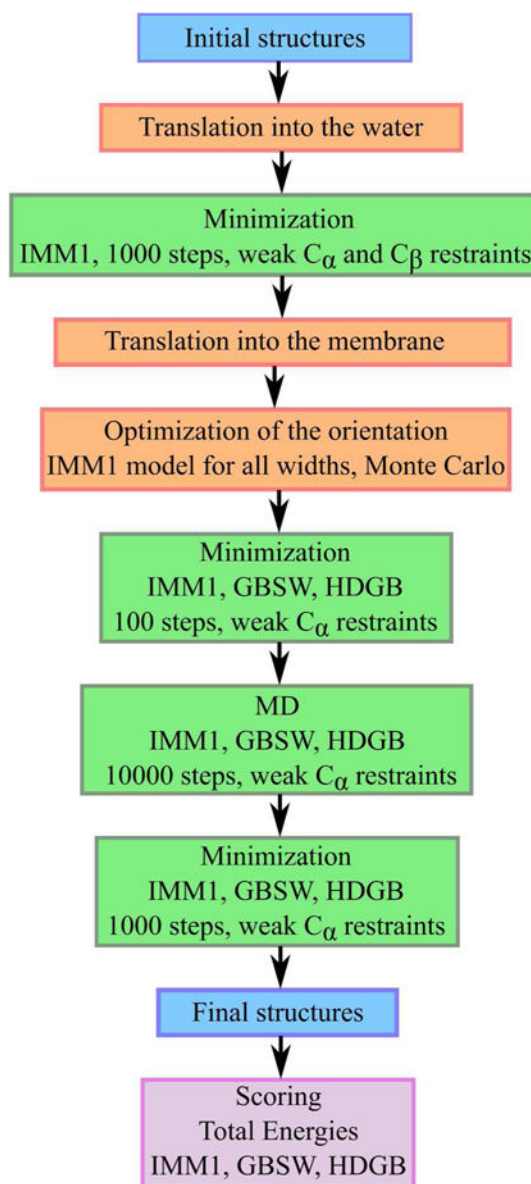 Initial structures
Translation into the water
Minimization
IMM1, 1000 steps, weak Cα and Cβ restraints
Translation into the membrane
Optimization of the orientation
IMM1 model for all widths, Monte Carlo
Minimization
IMM1, GBSW, HDGB
100 steps, weak Cα restraints
MD
IMM1, GBSW, HDGB
10000 steps, weak Cα restraints
Minimization
IMM1, GBSW, HDGB
1000 steps, weak Cα restraints
Final structures
Scoring
Total Energies
IMM1, GBSW, HDGB